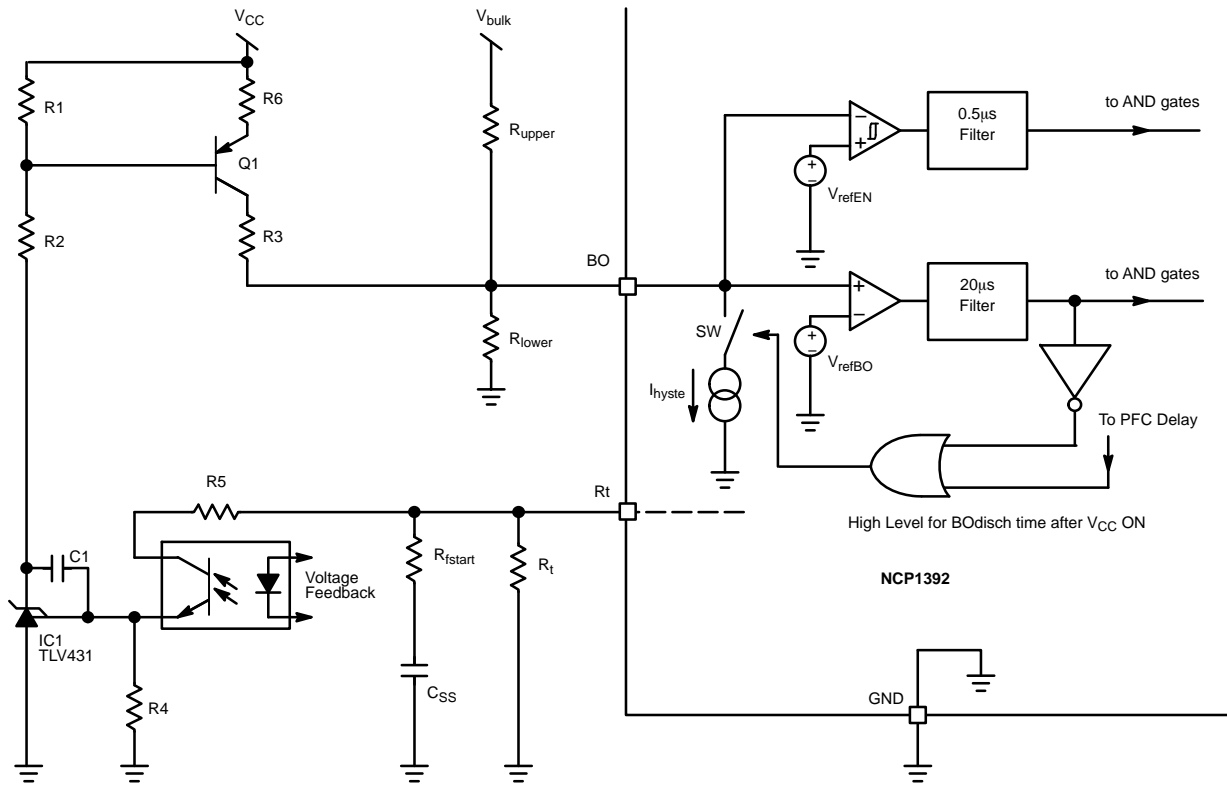 VCC
Vbulk
R1
R6
Rupper
Q1
R2
R3
BO
Rlower
0.5μs
Filter
to AND gates
VrefEN
20μs
Filter
to AND gates
SW
VrefBO
Ihyste
To PFC Delay
High Level for BOdisch time after VCC ON
NCP1392
R5
Rt
Rfstart
Rt
C1
Voltage
Feedback
IC1
TLV431
R4
CSS
GND